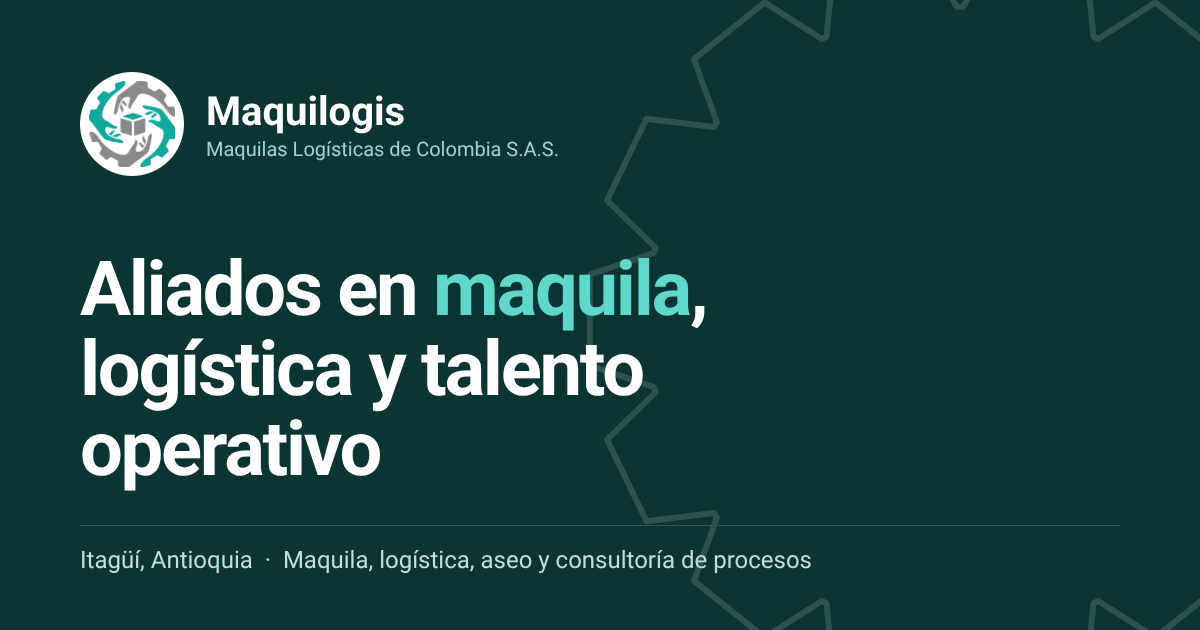 Maquilogis
Maquilas Logísticas de Colombia S.A.S.
Aliados en maquila,
logística y talento
operativo
Itagüí, Antioquia · Maquila, logística, aseo y consultoría de procesos